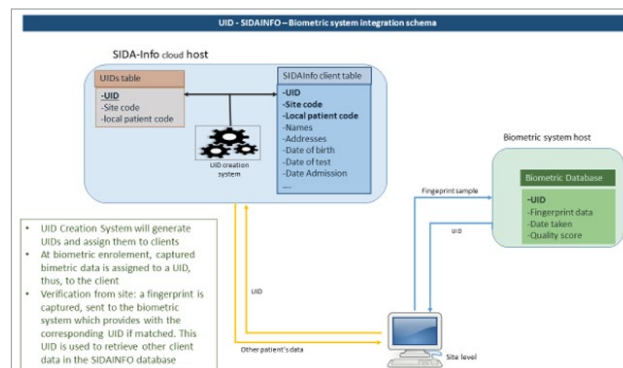 UID - SIDAINFO – Biometric system integration schema
SIDA-Info cloud host
UIDs table
-UID
-Site code
-local patient code
SIDAInfo client table
-UID
-Site code
-Local patient code
-Names
-Addresses
-Date of birth
-Date of test
-Date Admission
....
UID creation
system
Biometric system host
Biometric Database
-UID
-Fingerprint data
-Date taken
-Quality score
Fingeprint sample
UID
UID
Other patient's data
Site level
• UID Creation System will generate
UIDs and assign them to clients
• At biometric enrolement, captured
bimetric data is assigned to a UID,
thus, to the client
• Verification from site: a fingerprint is
captured, sent to the biometric
system which provides with the
corresponding UID if matched. This
UID is used to retrieve other client
data in the SIDAINFO database